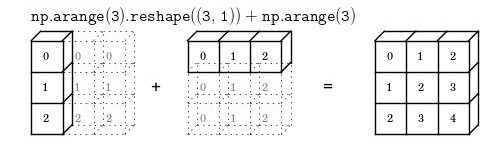 np.arange(3).reshape((3, 1)) + np.arange(3)
0 0 0 0 1 2 0 1 2
1 1 1 + 0 1 2 = 1 2 3
2 2 2 0 1 2 2 3 4